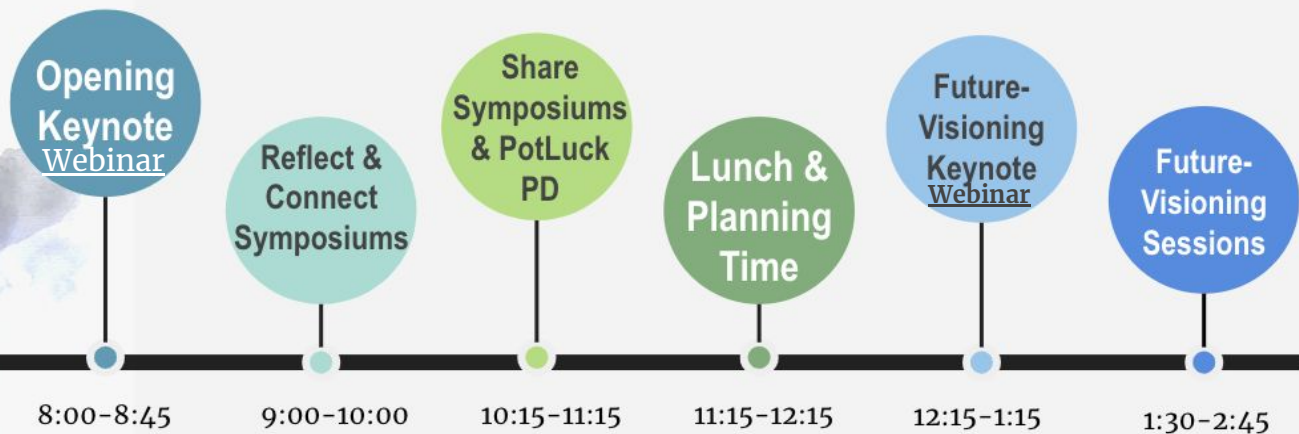 Opening
Keynote
Webinar
Reflect &
Connect
Symposiums
Share
Symposiums
& PotLuck
PD
Lunch &
Planning
Time
Future-
Visioning
Keynote
Webinar
Future-
Visioning
Sessions
8:00-8:45
9:00-10:00
10:15-11:15
11:15-12:15
12:15-1:15
1:30-2:45